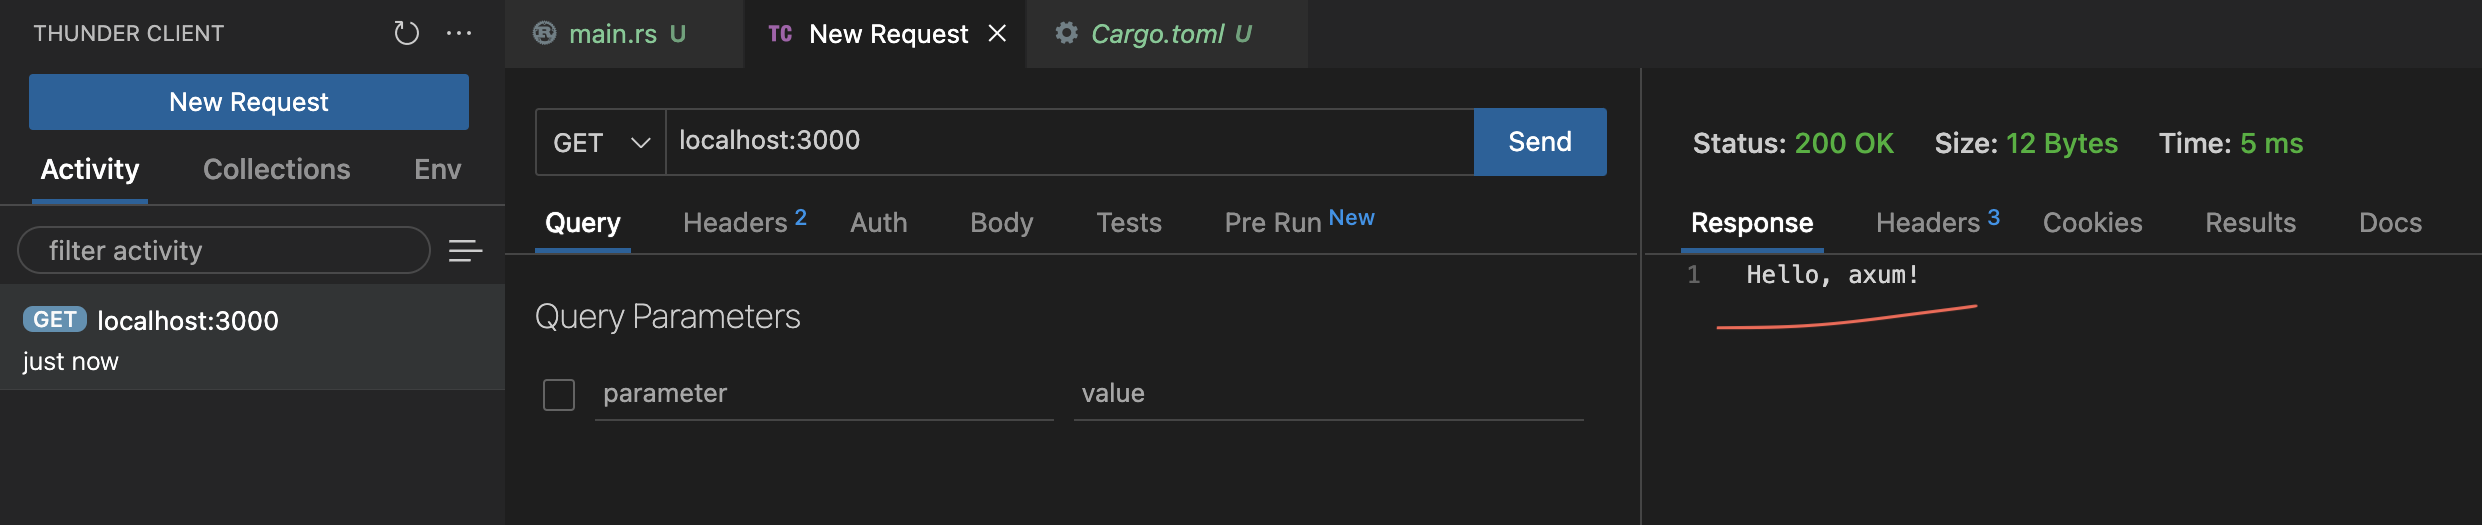 THUNDER CLIENT
New Request
Activity Collections Env
filter activity
GET localhost:3000
just now
main.rs U
TC New Request
Cargo.toml U
GET localhost:3000 Send
Query Headers 2 Auth Body Tests Pre Run New
Query Parameters
parameter value
Status: 200 OK Size: 12 Bytes Time: 5 ms
Response Headers 3 Cookies Results Docs
1 Hello, axum!